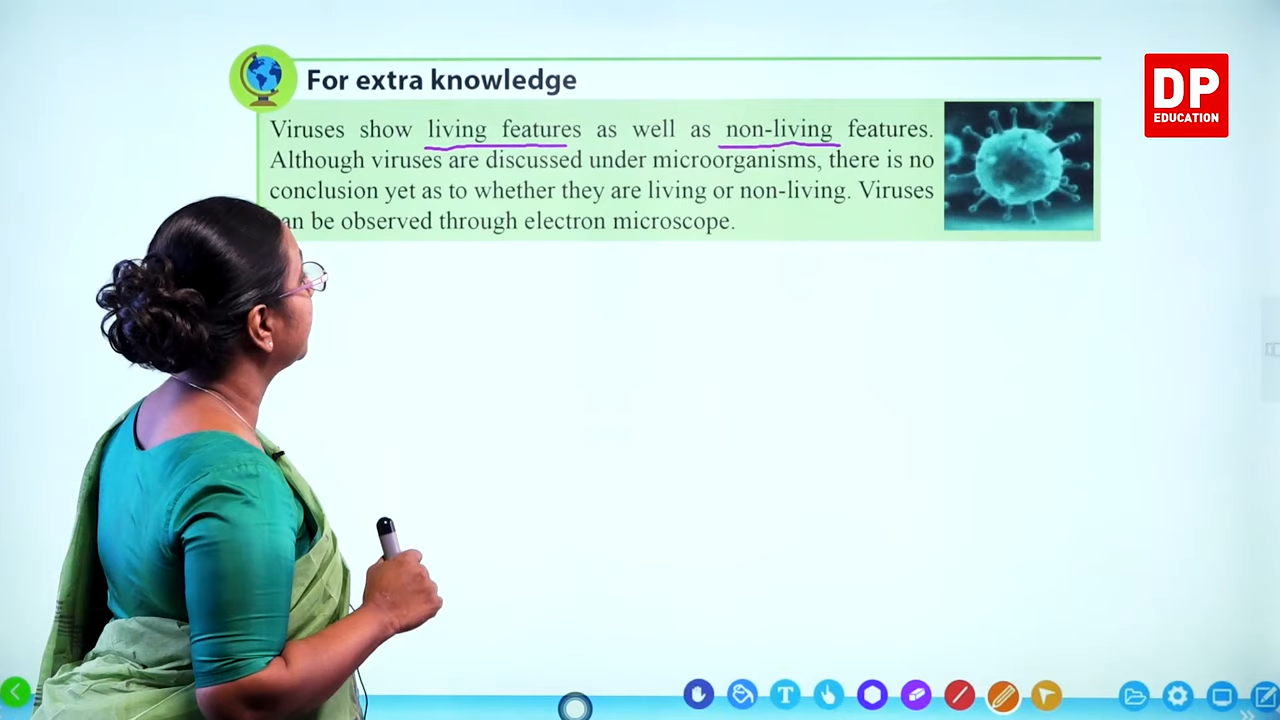 For extra knowledge
DP
EDUCATION
Viruses show living features as well as non-living features.
Although viruses are discussed under microorganisms, there is no
conclusion yet as to whether they are living or non-living. Viruses
be observed through electron microscope.